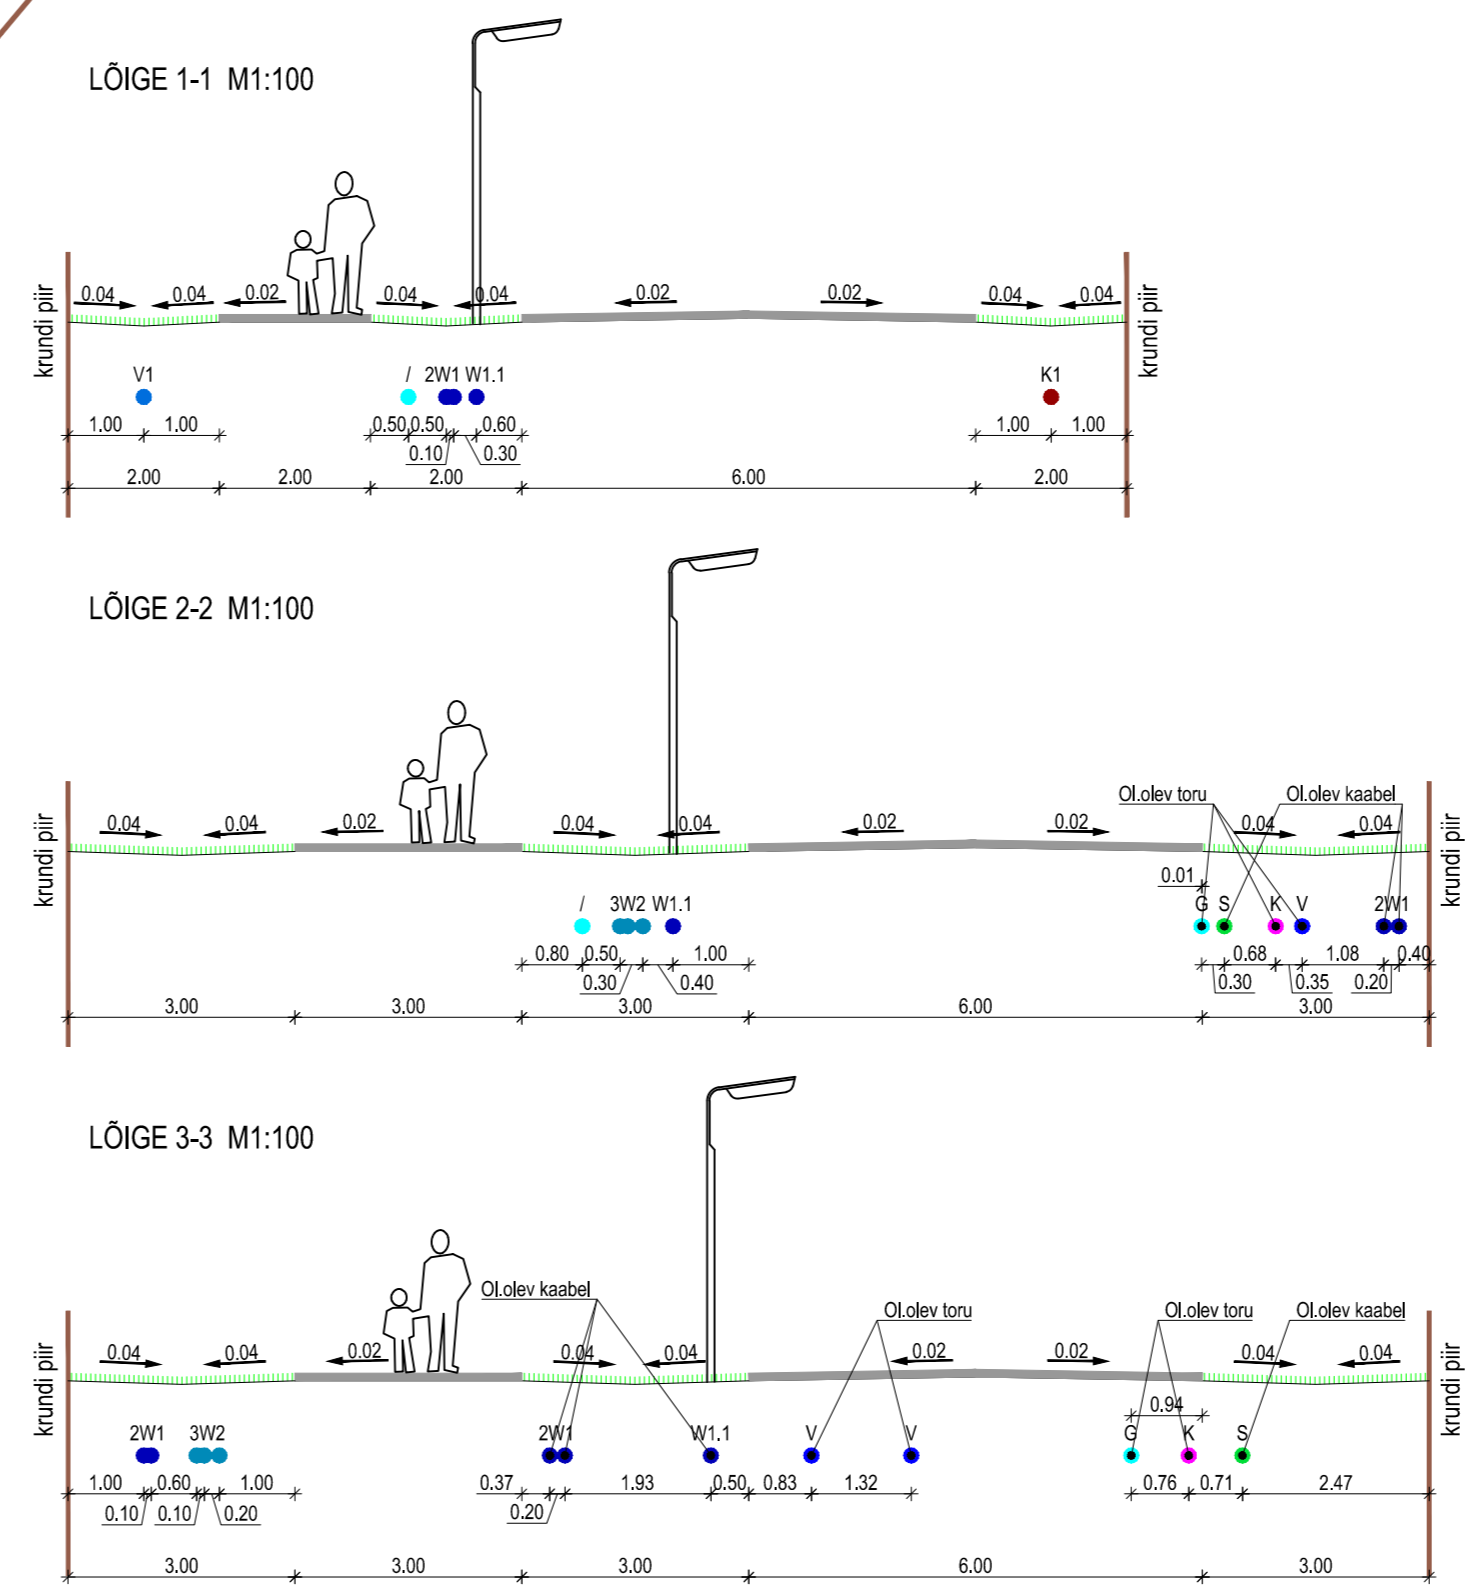 LÕIGE 1-1 M1:100
krundi piir
0.04 0.04 0.02 0.04 0.04 0.02 0.02 0.04 0.04
krundi piir
V1 / 2W1 W1.1 K1
1.00 1.00 0.50 0.50 0.60 1.00 1.00
0.10 0.30
2.00 2.00 2.00 6.00 2.00
LÕIGE 2-2 M1:100
Ol.olev toru Ol.olev kaabel
krundi piir
0.04 0.04 0.02 0.04 0.04 0.02 0.02 0.04 0.04
krundi piir
0.01
/ 3W2 W1.1 G S K V 2W1
0.80 0.50 1.00 0.68 1.08 0.40
0.30 0.40 0.30 0.35 0.20
3.00 3.00 3.00 6.00 3.00
LÕIGE 3-3 M1:100
Ol.olev kaabel Ol.olev toru Ol.olev toru Ol.olev kaabel
krundi piir
0.04 0.04 0.02 0.04 0.04 0.02 0.02 0.04 0.04
krundi piir
0.94
2W1 3W2 2W1 W1.1 V V G K S
1.00 0.60 1.00 0.37 1.93 0.50 0.83 1.32 0.76 0.71 2.47
0.10 0.10 0.20 0.20
3.00 3.00 3.00 6.00 3.00